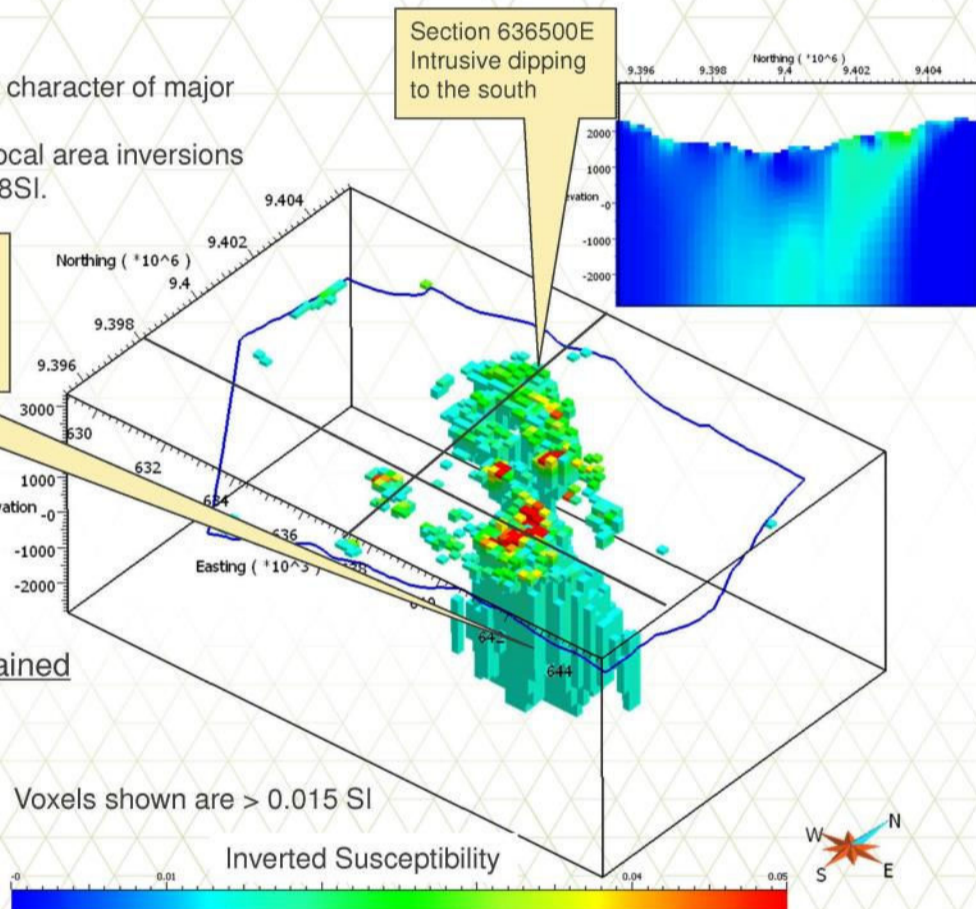 character of major
ocal area inversions
8SI.
Section 636500E
Intrusive dipping
to the south
Northing ( *10^6 )
9.396 9.398 9.4 9.402 9.404
2000
1000
-0
-1000
-2000
evation
9.404
9.402
Northing ( *10^6 )
9.4
9.398
9.396
3000
1000
vation -0
-1000
-2000
630
632
634
636
Easting ( *10^3 )
642
644
ained
Voxels shown are > 0.015 SI
Inverted Susceptibility
-0 0.01 0.04 0.05
W N
S E